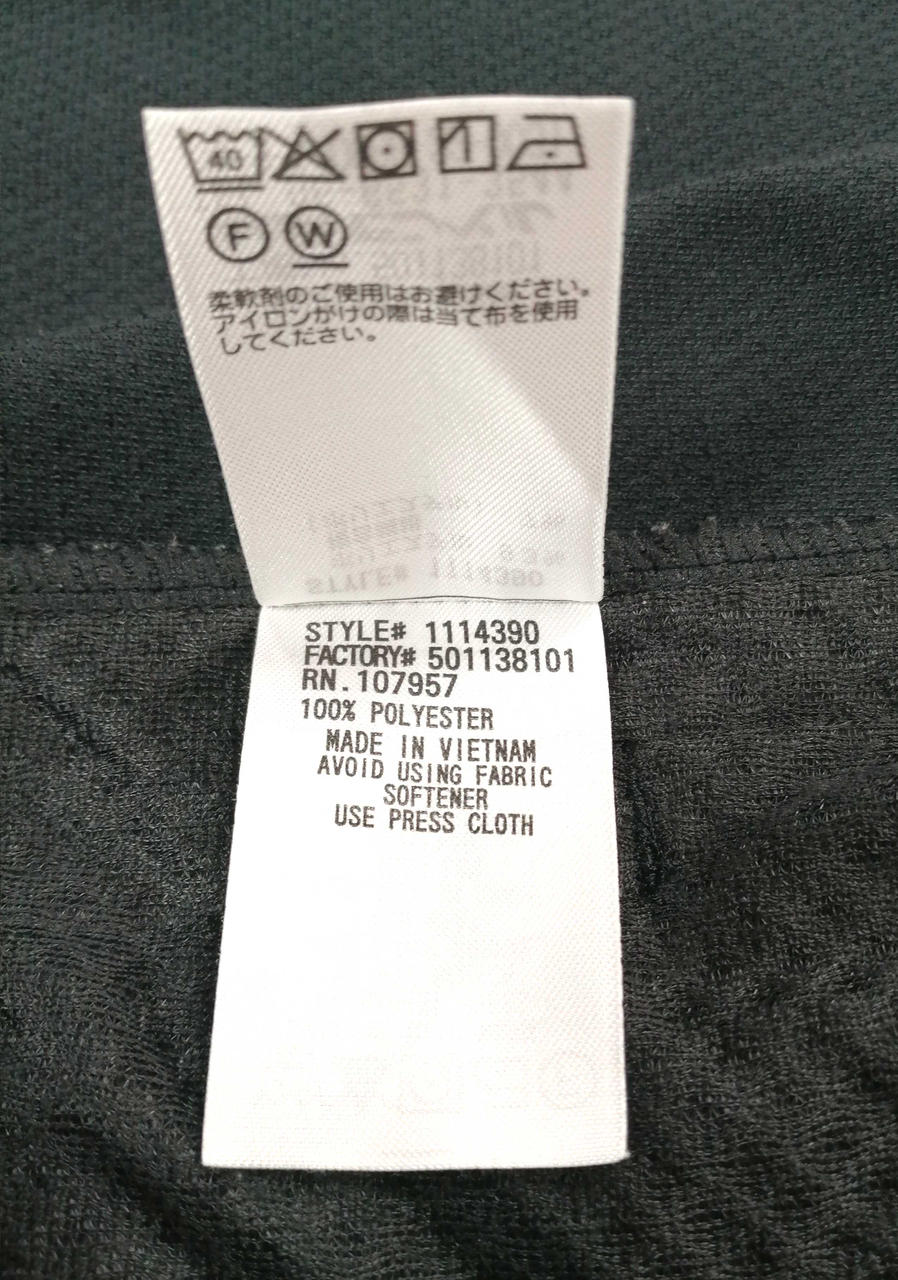 40
F W
柔軟剤のご使用はお避けください。
アイロンがけの際は当て布を使用
してください。
STYLE# 1114390
FACTORY# 501138101
RN.107957
100% POLYESTER
MADE IN VIETNAM
AVOID USING FABRIC
SOFTENER
USE PRESS CLOTH